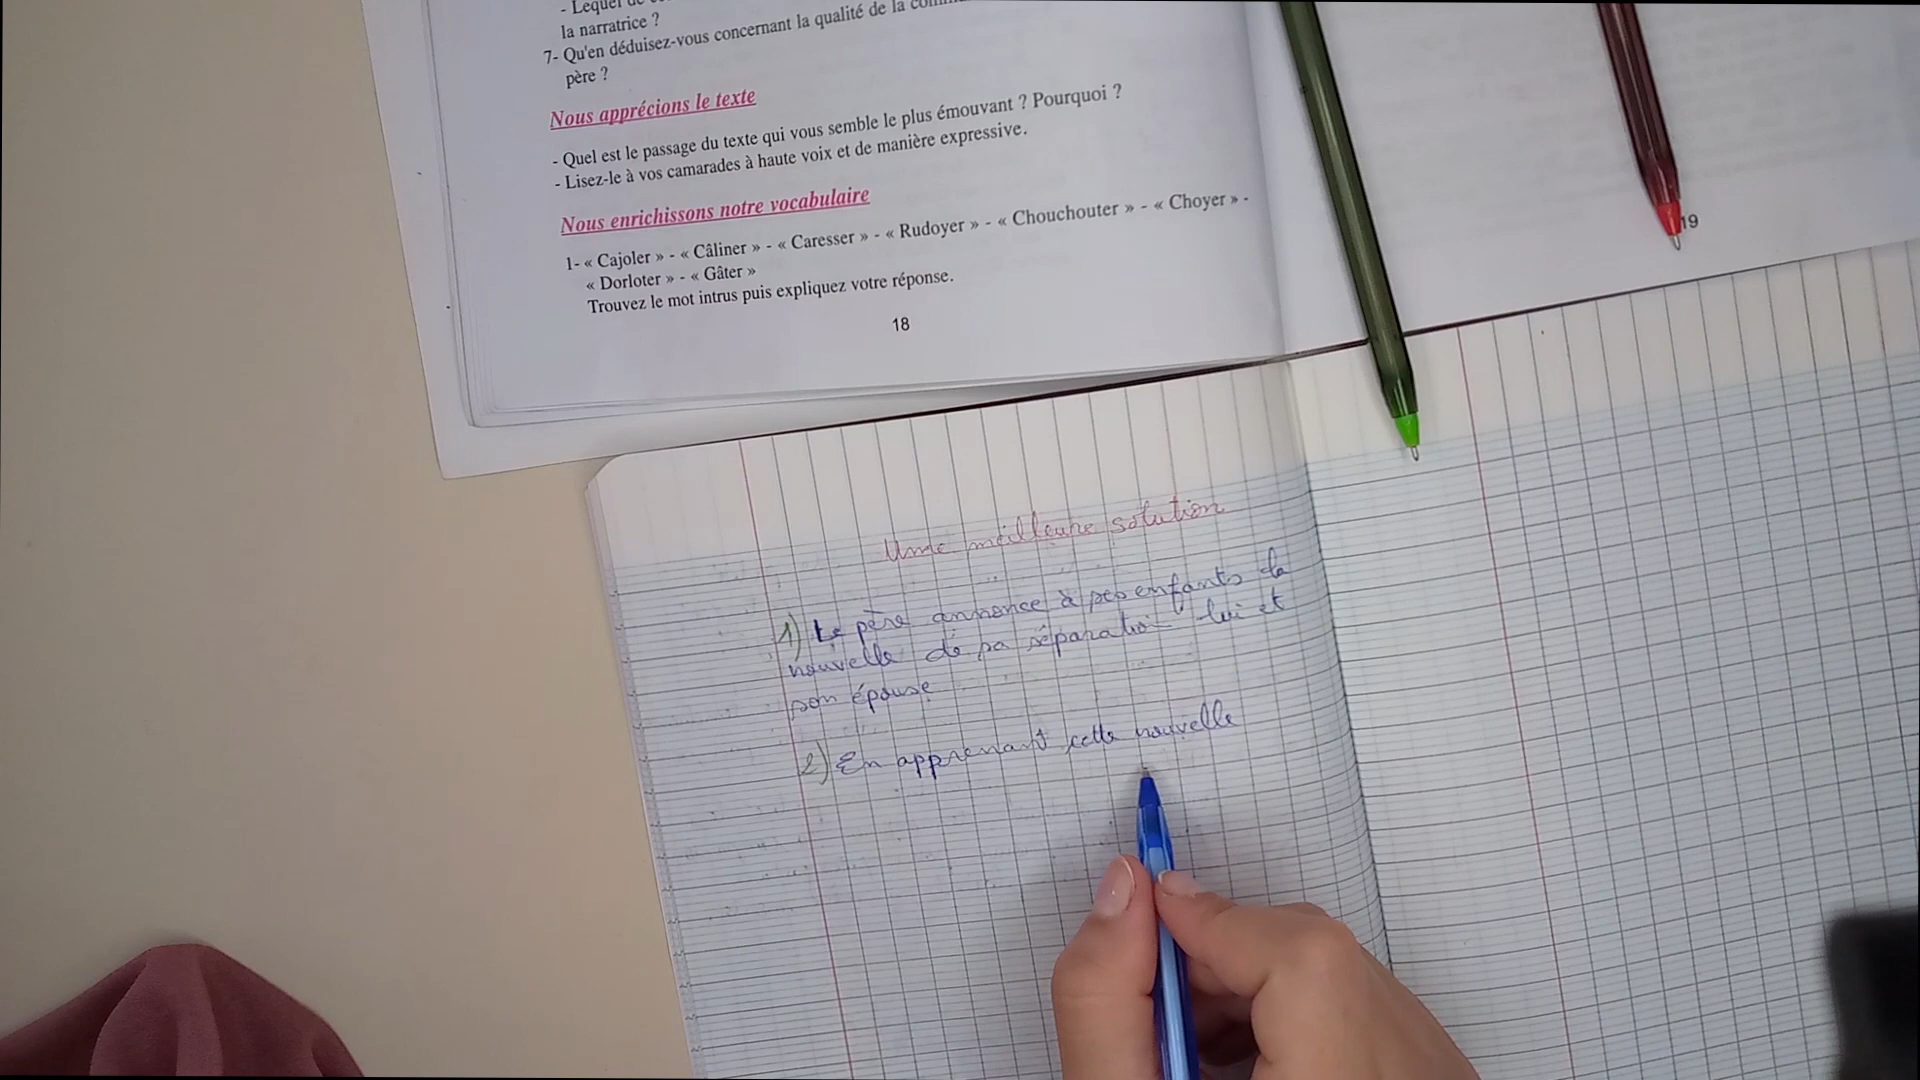 - Lequel de
la narratrice ?
7- Qu'en déduisez-vous concernant la qualité de la
père ?
Nous apprécions le texte
- Quel est le passage du texte qui vous semble le plus émouvant ? Pourquoi ?
- Lisez-le à vos camarades à haute voix et de manière expressive.
Nous enrichissons notre vocabulaire
1- « Cajoler » - « Câliner » - « Caresser » - « Rudoyer » - « Chouchouter » - « Choyer » -
« Dorloter » - « Gâter »
Trouvez le mot intrus puis expliquez votre réponse.
18
19
Une meilleure solution
1) Le père annonce à ses enfants la
nouvelle de sa séparation lui et
son épouse
2) En apprenant cette nouvelle